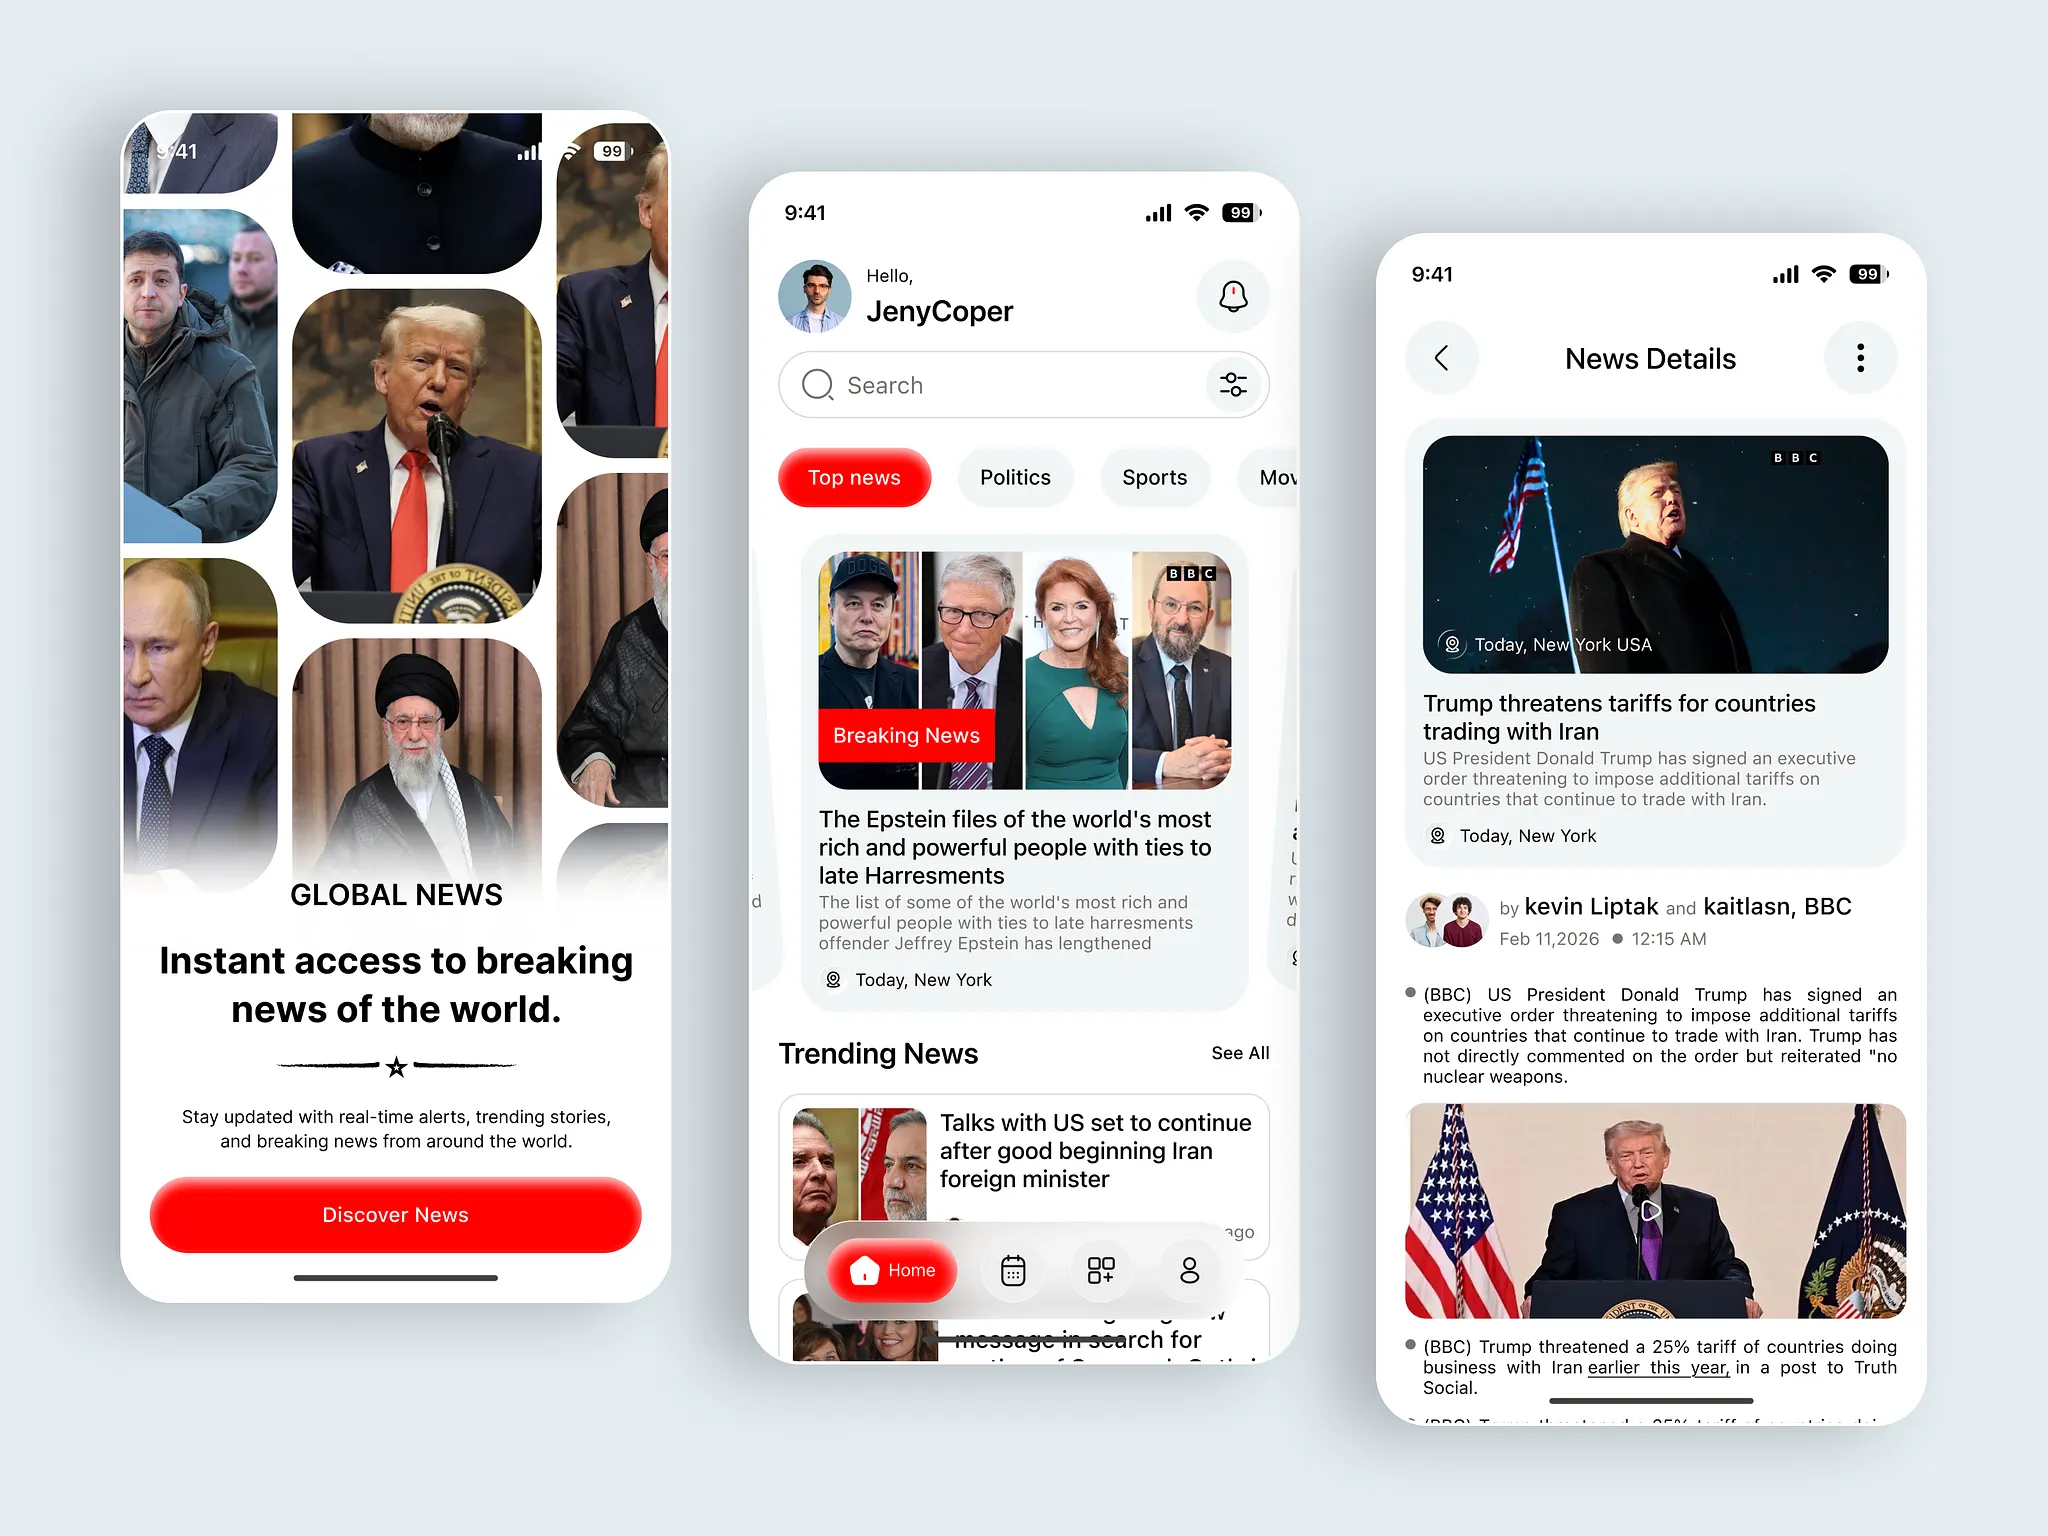 9:41
99
GLOBAL NEWS
Instant access to breaking
news of the world.
Stay updated with real-time alerts, trending stories,
and breaking news from around the world.
Discover News
9:41
99
Hello,
JenyCoper
Search
Top news
Politics
Sports
Mov
DOGE
BBC
Breaking News
The Epstein files of the world's most
rich and powerful people with ties to
late Harresments
The list of some of the world's most rich and
powerful people with ties to late harresments
offender Jeffrey Epstein has lengthened
Today, New York
Trending News
See All
Talks with US set to continue
after good beginning Iran
foreign minister
ago
Home
message in search for
9:41
99
News Details
BBC
Today, New York USA
Trump threatens tariffs for countries
trading with Iran
US President Donald Trump has signed an executive
order threatening to impose additional tariffs on
countries that continue to trade with Iran.
Today, New York
by kevin Liptak and kaitlasn, BBC
Feb 11,2026 ● 12:15 AM
(BBC) US President Donald Trump has signed an
executive order threatening to impose additional tariffs
on countries that continue to trade with Iran. Trump has
not directly commented on the order but reiterated "no
nuclear weapons.
(BBC) Trump threatened a 25% tariff of countries doing
business with Iran earlier this year, in a post to Truth
Social.